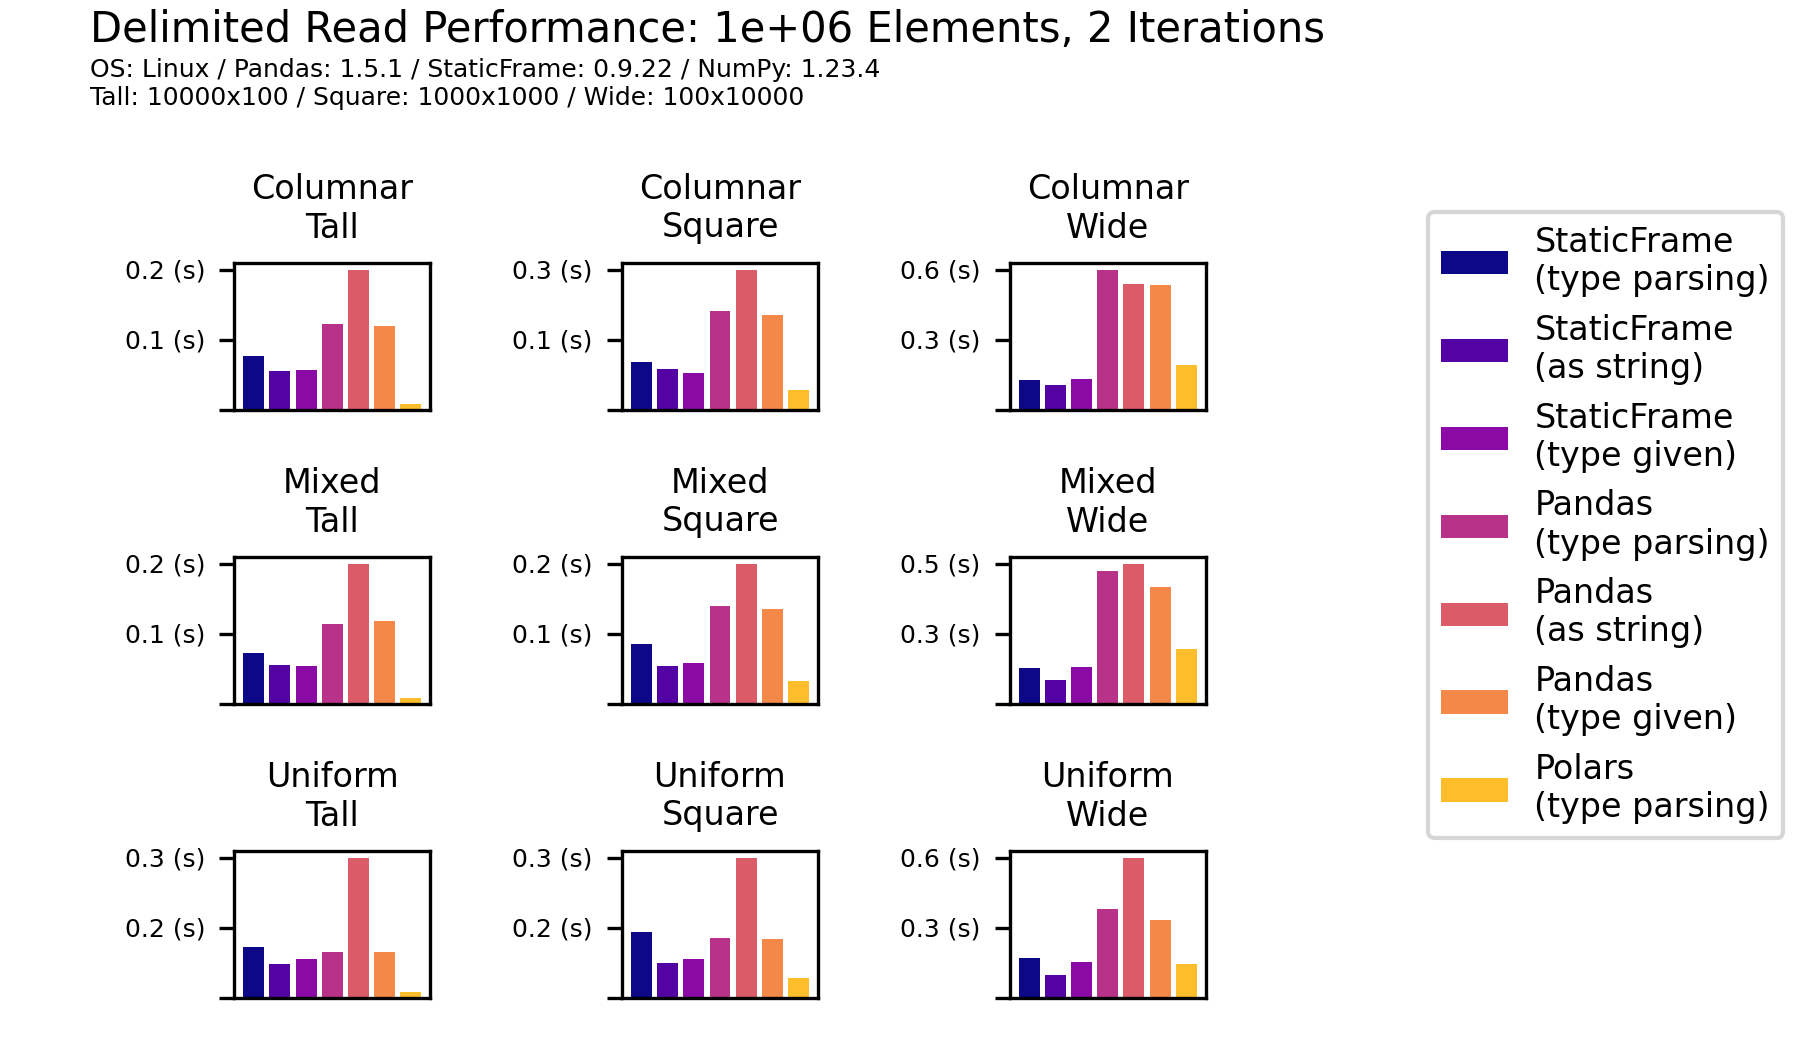 Delimited Read Performance: 1e+06 Elements, 2 Iterations
OS: Linux / Pandas: 1.5.1 / StaticFrame: 0.9.22 / NumPy: 1.23.4
Tall: 10000x100 / Square: 1000x1000 / Wide: 100x10000
Columnar
Tall
0.2 (s)
0.1 (s)
Columnar
Square
0.3 (s)
0.1 (s)
Columnar
Wide
0.6 (s)
0.3 (s)
Mixed
Tall
0.2 (s)
0.1 (s)
Mixed
Square
0.2 (s)
0.1 (s)
Mixed
Wide
0.5 (s)
0.3 (s)
Uniform
Tall
0.3 (s)
0.2 (s)
Uniform
Square
0.3 (s)
0.2 (s)
Uniform
Wide
0.6 (s)
0.3 (s)
StaticFrame
(type parsing)
StaticFrame
(as string)
StaticFrame
(type given)
Pandas
(type parsing)
Pandas
(as string)
Pandas
(type given)
Polars
(type parsing)